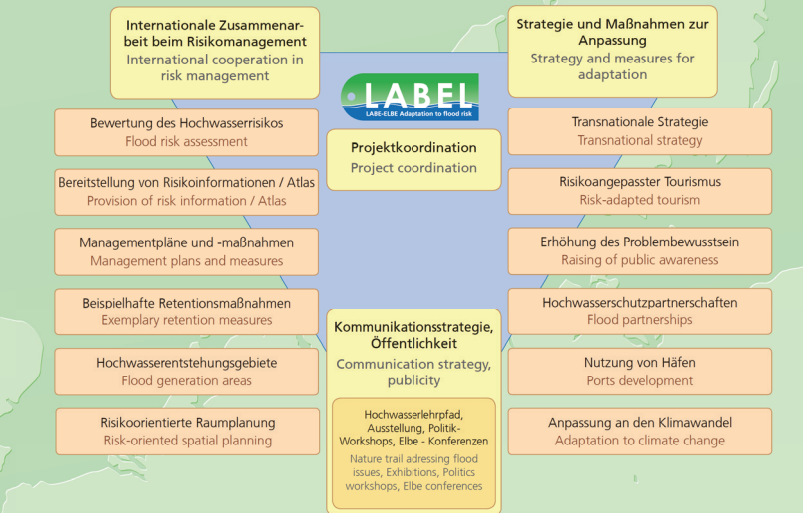 Internationale Zusammenar-
beit beim Risikomanagement
International cooperation in
risk management
Bewertung des Hochwasserrisikos
Flood risk assessment
Bereitstellung von Risikoinformationen / Atlas
Provision of risk information / Atlas
Managementpläne und -maßnahmen
Management plans and measures
Beispielhafte Retentionsmaßnahmen
Exemplary retention measures
Hochwasserentstehungsgebiete
Flood generation areas
Risikoorientierte Raumplanung
Risk-oriented spatial planning
LABEL
LABE-ELBE Adaptation to flood risk
Projektkoordination
Project coordination
Kommunikationsstrategie,
Öffentlichkeit
Communication strategy,
publicity
Hochwasserlehrpfad,
Ausstellung, Politik-
Workshops, Elbe - Konferenzen
Nature trail adressing flood
issues, Exhibtions, Politics
workshops, Elbe conferences
Strategie und Maßnahmen zur
Anpassung
Strategy and measures for
adaptation
Transnationale Strategie
Transnational strategy
Risikoangepasster Tourismus
Risk-adapted tourism
Erhöhung des Problembewusstsein
Raising of public awareness
Hochwasserschutzpartnerschaften
Flood partnerships
Nutzung von Häfen
Ports development
Anpassung an den Klimawandel
Adaptation to climate change